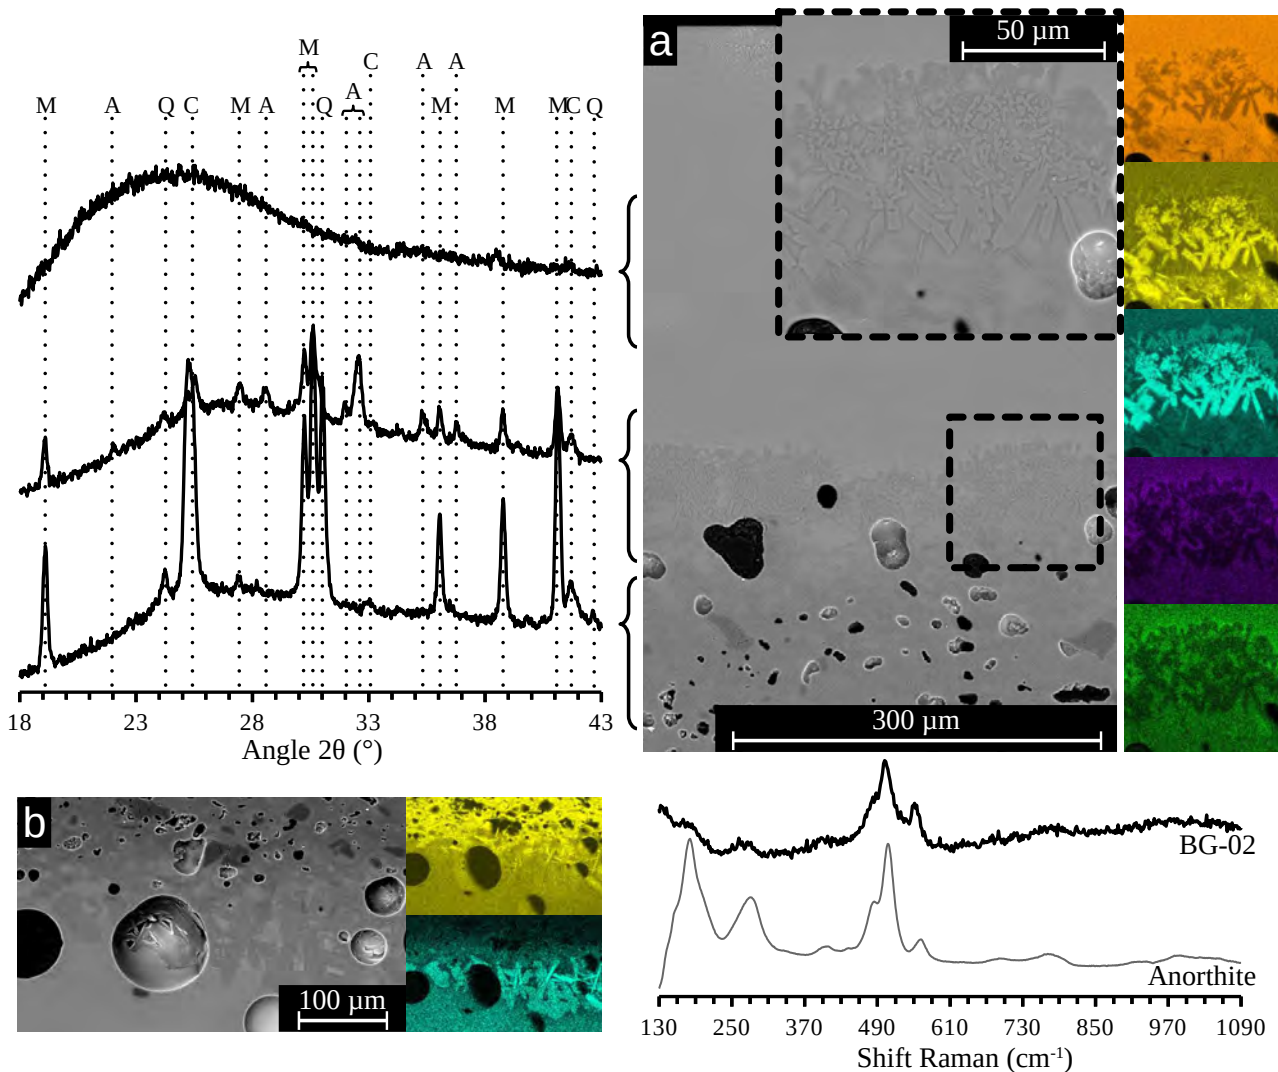 M
C
A
A
A
M
A
Q
C
M
A
Q
M
M
M
C
Q
18
23
28
33
38
43
Angle 2θ (°)
a
50 µm
300 µm
b
100 µm
BG-02
Anorthite
130
250
370
490
610
730
850
970
1090
Shift Raman (cm⁻¹)